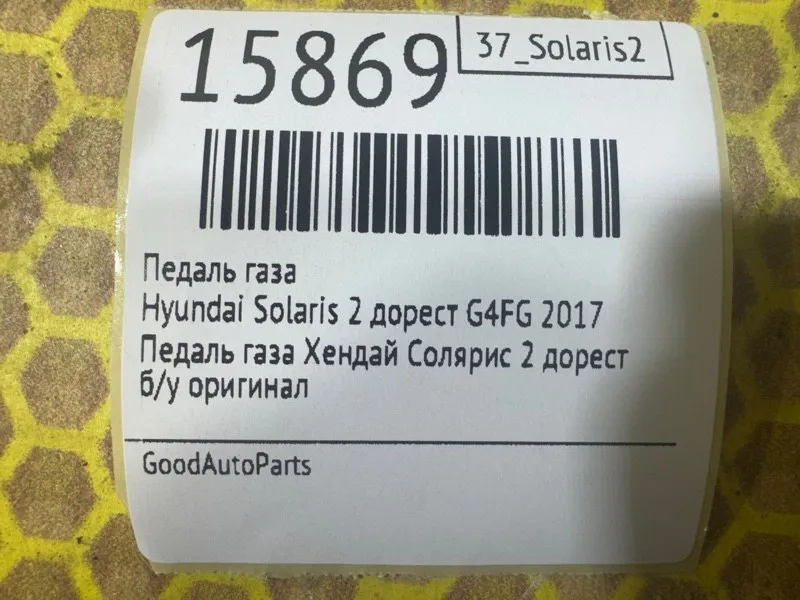 15869
37_Solaris2
Педаль газа
Hyundai Solaris 2 дорест G4FG 2017
Педаль газа Хендай Солярис 2 дорест
б/у оригинал
GoodAutoParts